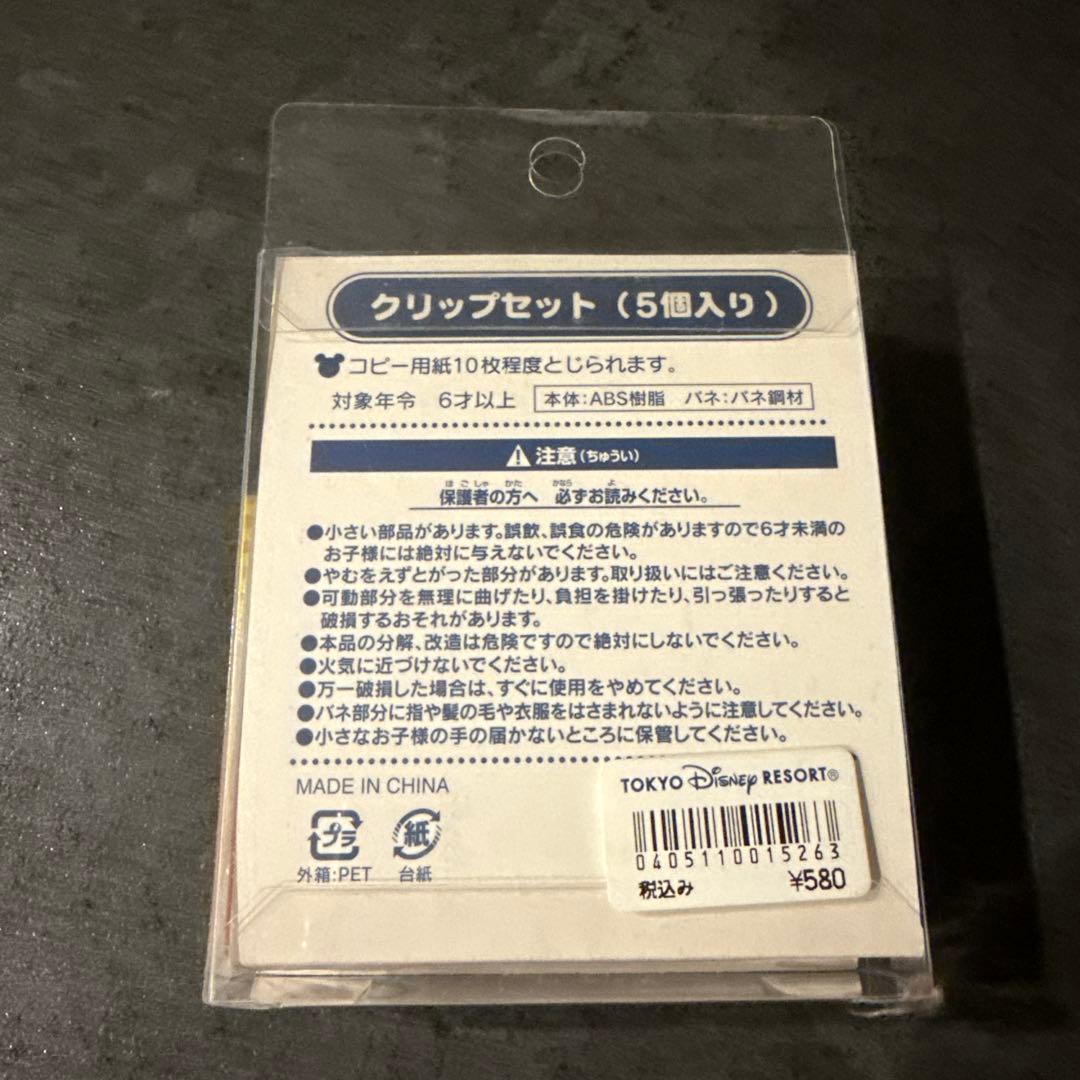 クリップセット（5個入り）
コピー用紙10枚程度とじられます。
対象年令　6才以上　本体：ABS樹脂　バネ：バネ鋼材
注意（ちゅうい）
ほごしゃ　かた　かなら　よ
保護者の方へ　必ずお読みください。
●小さい部品があります。誤飲、誤食の危険がありますので6才未満の
お子様には絶対に与えないでください。
●やむをえずとがった部分があります。取り扱いにはご注意ください。
●可動部分を無理に曲げたり、負担を掛けたり、引っ張ったりすると
破損するおそれがあります。
●本品の分解、改造は危険ですので絶対にしないでください。
●火気に近づけないでください。
●万一破損した場合は、すぐに使用をやめてください。
●バネ部分に指や髪の毛や衣服をはさまれないように注意してください。
●小さなお子様の手の届かないところに保管してください。
MADE IN CHINA
プラ　紙
外箱：PET　台紙
TOKYO Disney RESORT®
0405110015263
税込み　¥580